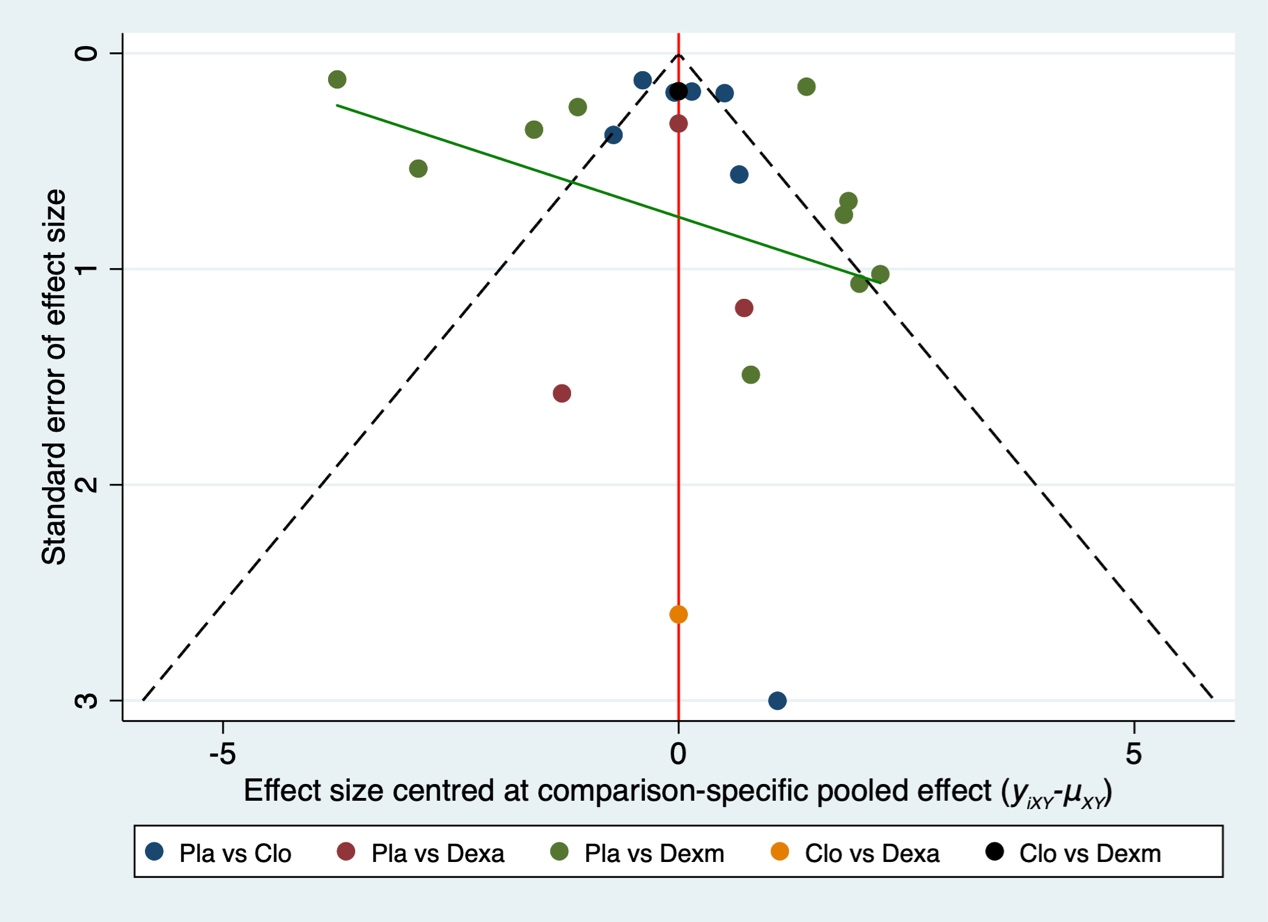 Standard error of effect size
0
1
2
3
-5 0 5
Effect size centred at comparison-specific pooled effect (yiXY-μXY)
Pla vs Clo Pla vs Dexa Pla vs Dexm Clo vs Dexa Clo vs Dexm